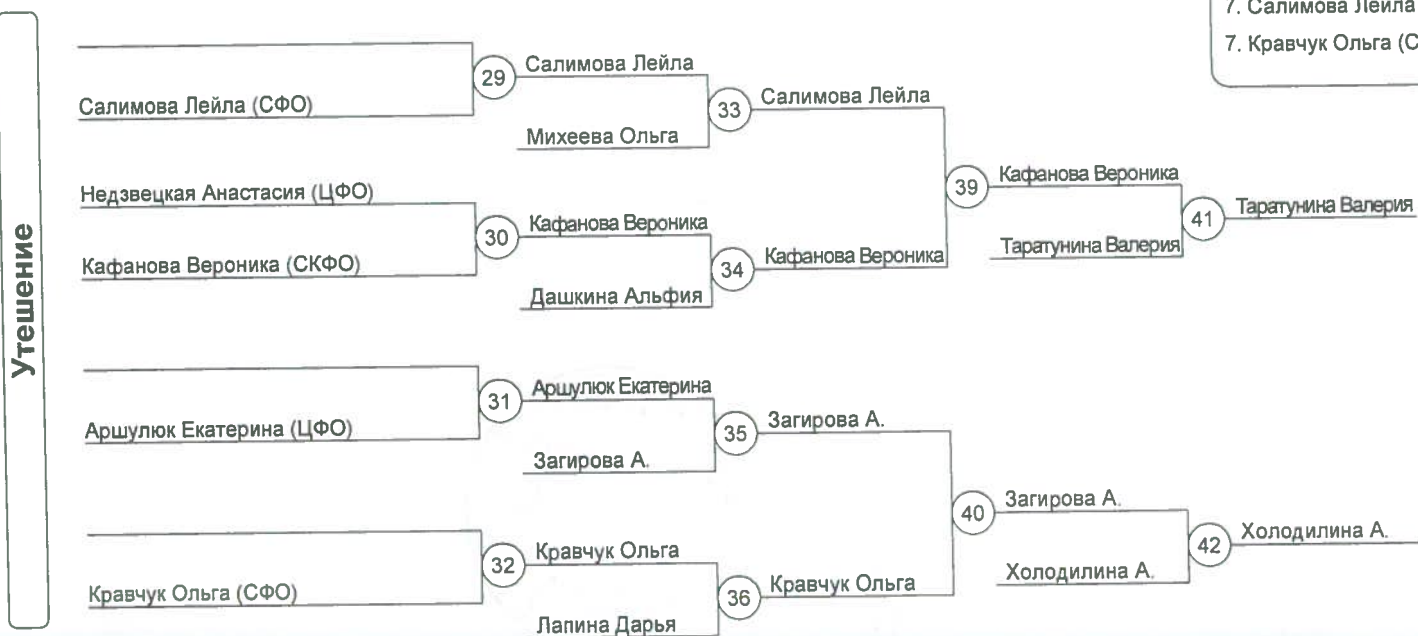 7. Салимова Лейла
7. Кравчук Ольга (С
Утешение
29
Салимова Лейла (СФО)
Салимова Лейла
33
Михеева Ольга
Салимова Лейла
Недзвецкая Анастасия (ЦФО)
30
Кафанова Вероника (СКФО)
Кафанова Вероника
34
Дашкина Альфия
Кафанова Вероника
39
Кафанова Вероника
Таратунина Валерия
41
Таратунина Валерия
31
Аршулюк Екатерина (ЦФО)
Аршулюк Екатерина
35
Загирова А.
Загирова А.
32
Кравчук Ольга (СФО)
Кравчук Ольга
36
Лапина Дарья
Кравчук Ольга
40
Загирова А.
Холодилина А.
42
Холодилина А.